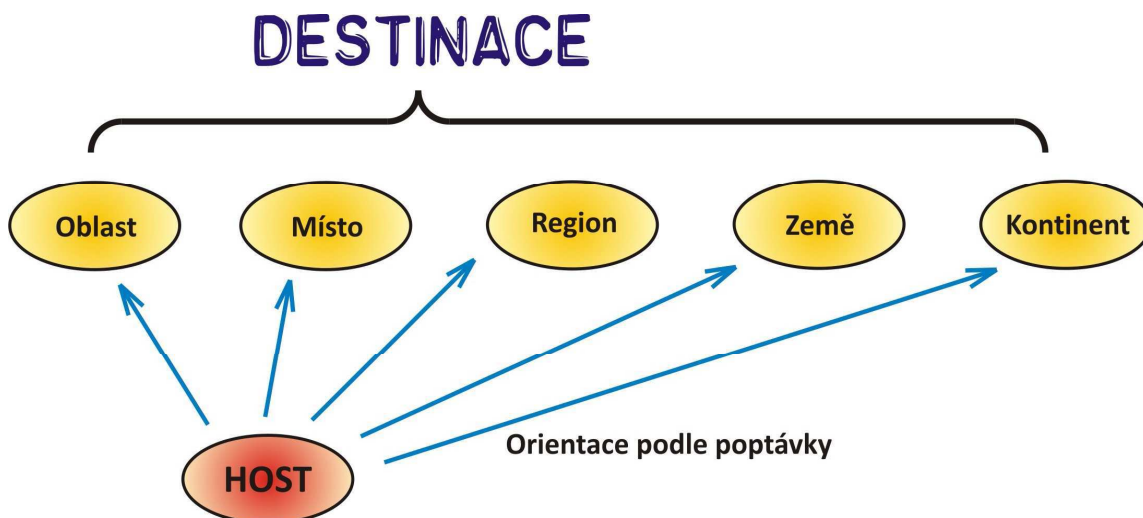 DESTINACE
Oblast
Místo
Region
Země
Kontinent
Orientace podle poptávky
HOST